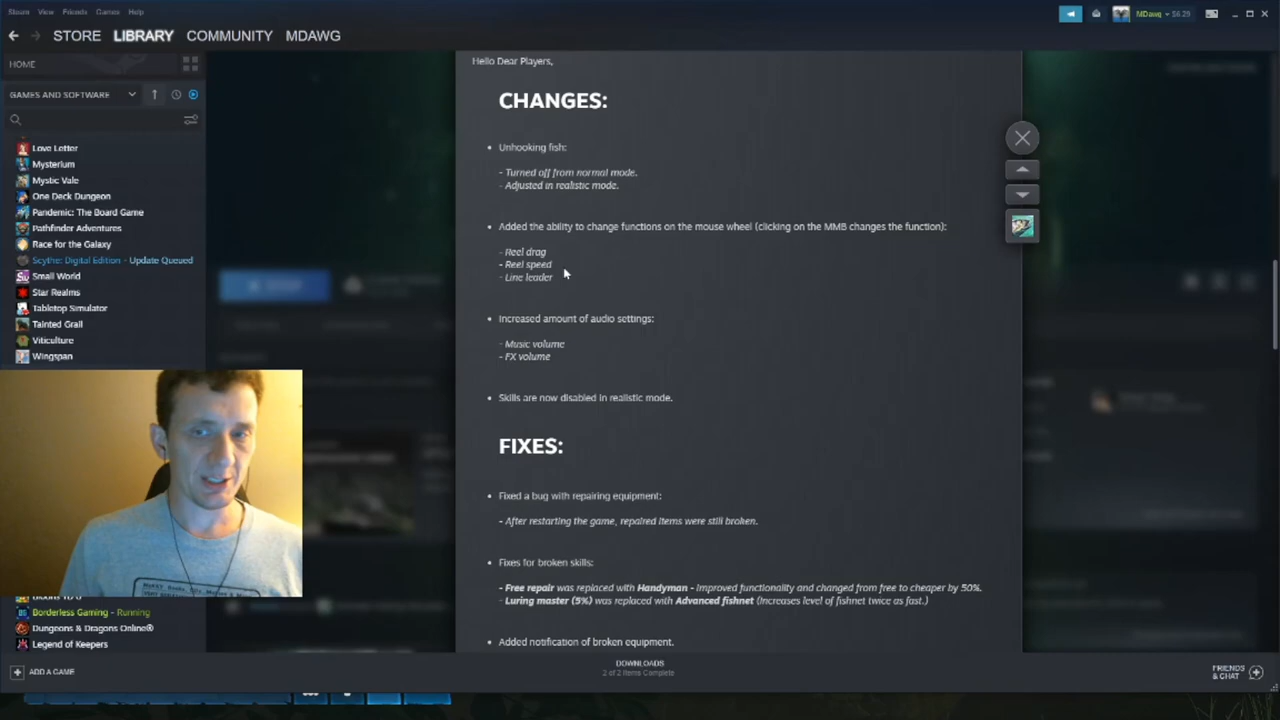 Steam View Friends Games Help
MDawg $6.29
STORE LIBRARY COMMUNITY MDAWG
HOME
GAMES AND SOFTWARE
Love Letter
Mysterium
Mystic Vale
One Deck Dungeon
Pandemic: The Board Game
Pathfinder Adventures
Race for the Galaxy
Scythe: Digital Edition - Update Queued
Small World
Star Realms
Tabletop Simulator
Tainted Grail
Viticulture
Wingspan
Borderless Gaming - Running
Dungeons & Dragons Online®
Legend of Keepers
ADD A GAME
Hello Dear Players,
CHANGES:
• Unhooking fish:
- Turned off from normal mode.
- Adjusted in realistic mode.
• Added the ability to change functions on the mouse wheel (clicking on the MMB changes the function):
- Reel drag
- Reel speed
- Line leader
• Increased amount of audio settings:
- Music volume
- FX volume
• Skills are now disabled in realistic mode.
FIXES:
• Fixed a bug with repairing equipment:
- After restarting the game, repaired items were still broken.
• Fixes for broken skills:
- Free repair was replaced with Handyman - improved functionality and changed from free to cheaper by 50%.
- Luring master (5%) was replaced with Advanced fishnet (Increases level of fishnet twice as fast.)
• Added notification of broken equipment.
DOWNLOADS
2 of 2 Items Complete
FRIENDS
& CHAT